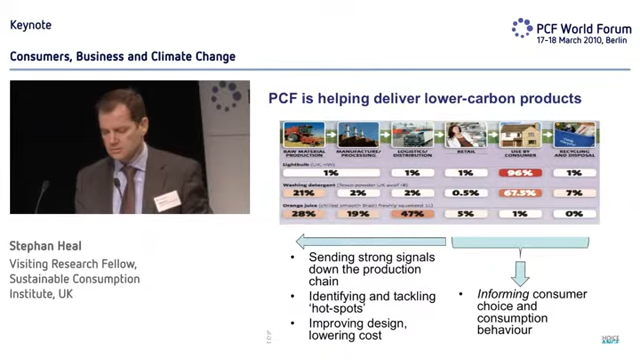 Keynote
PCF World Forum
17-18 March 2010, Berlin
Consumers, Business and Climate Change
PCF is helping deliver lower-carbon products
RAW MATERIAL PRODUCTION
MANUFACTURE/PROCESSING
LOGISTICS/DISTRIBUTION
RETAIL
USE BY CONSUMER
RECYCLING AND DISPOSAL
Lightbulb
1% 1% 1% 96% 1%
Washing detergent
21% 2% 2% 0.5% 67.5% 7%
Orange juice
28% 19% 47% 5% 1% 0%
Stephan Heal
Visiting Research Fellow,
Sustainable Consumption
Institute, UK
• Sending strong signals
down the production
chain
• Identifying and tackling
‘hot-spots’
• Improving design,
lowering cost
• Informing consumer
choice and
consumption
behaviour